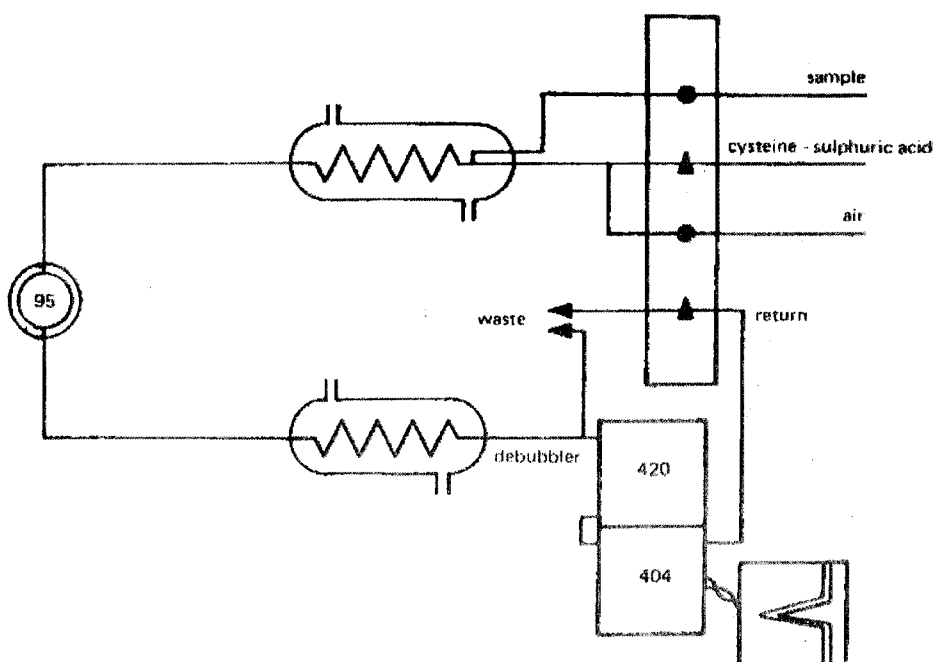 sample
cysteine - sulphuric acid
air
95
waste
return
debubbler
420
404